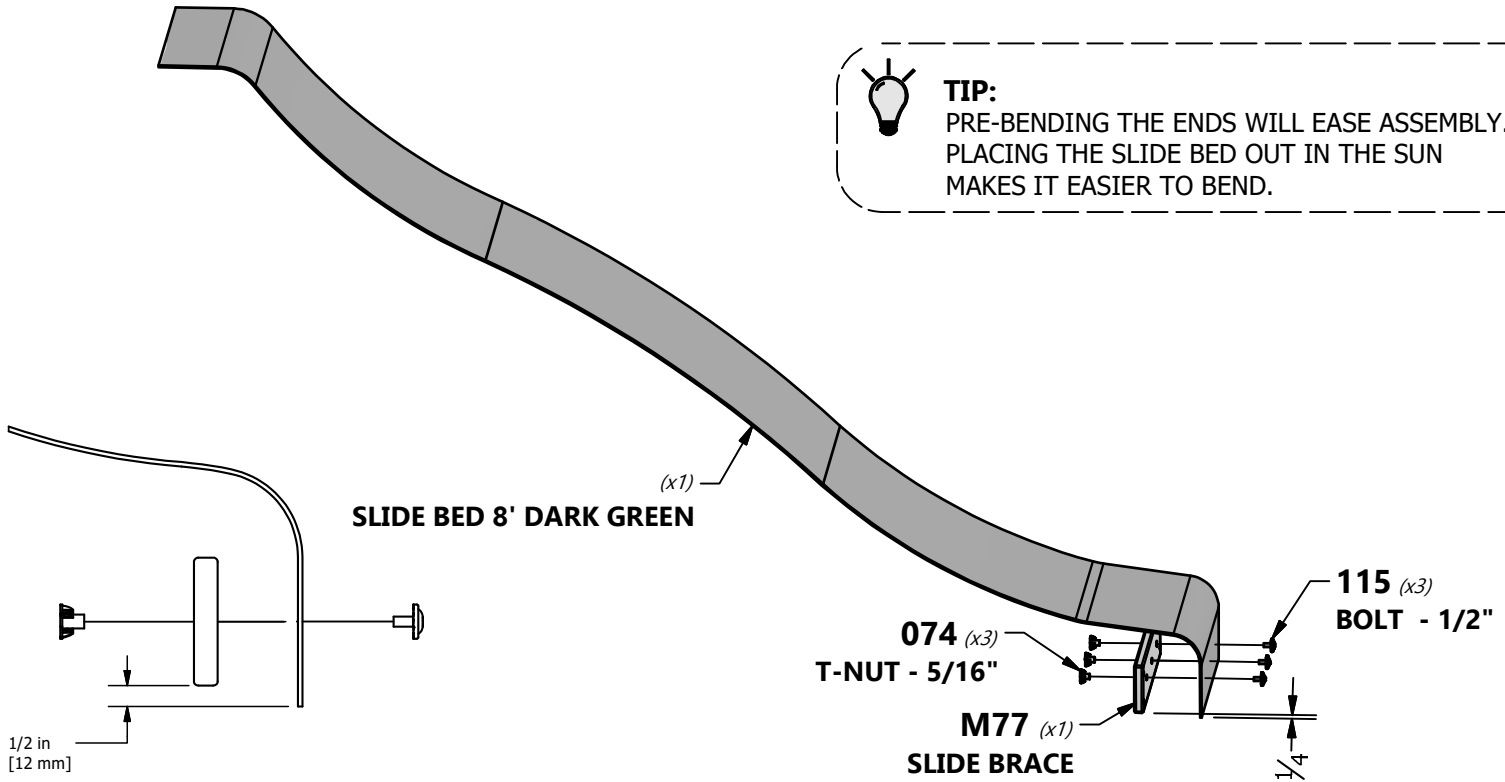 TIP:
PRE-BENDING THE ENDS WILL EASE ASSEMBLY.
PLACING THE SLIDE BED OUT IN THE SUN
MAKES IT EASIER TO BEND.
(x1)
SLIDE BED 8' DARK GREEN
115 (x3)
BOLT - 1/2"
074 (x3)
T-NUT - 5/16"
M77 (x1)
SLIDE BRACE
1/4
1/2 in
[12 mm]